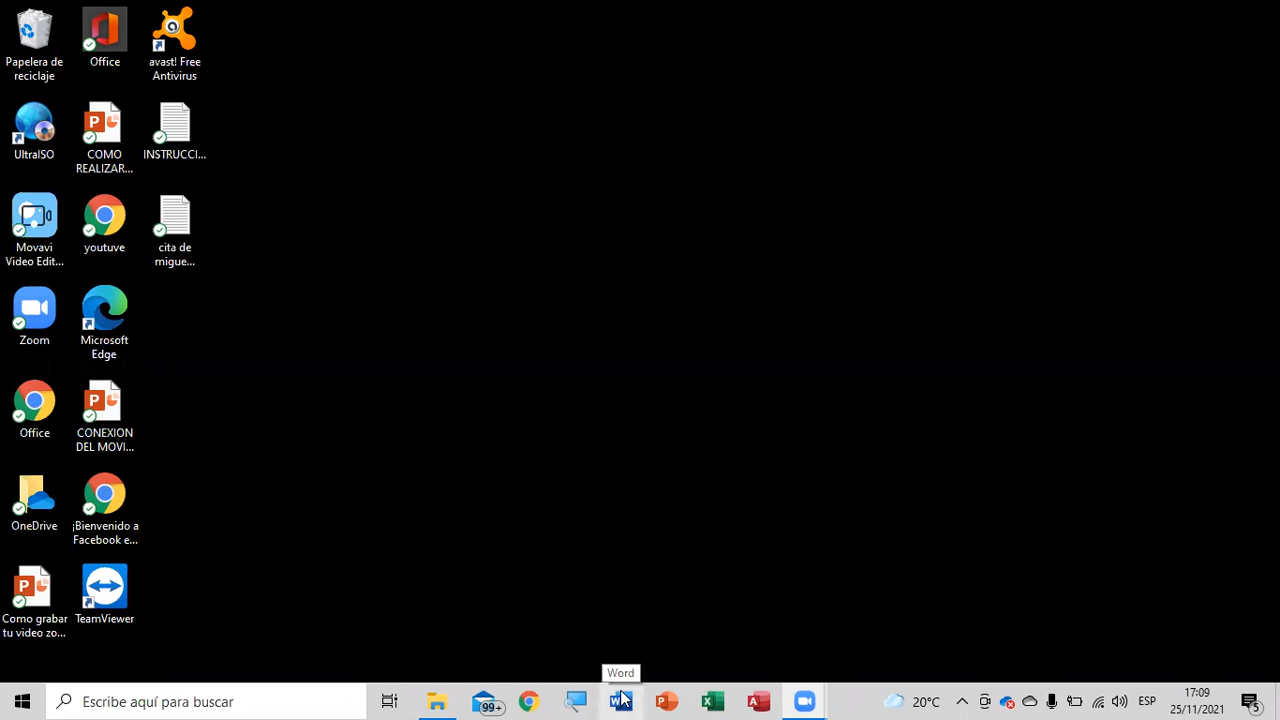 Papelera de
reciclaje
Office
avast! Free
Antivirus
UltraISO
COMO
REALIZAR...
INSTRUCCI...
Movavi
Video Edit...
youtuve
cita de
migue...
Zoom
Microsoft
Edge
Office
CONEXION
DEL MOVI...
OneDrive
¡Bienvenido a
Facebook e...
Como grabar
tu video zo...
TeamViewer
Word
Escribe aquí para buscar
99+
20°C
ESP
17:09
25/11/2021
5